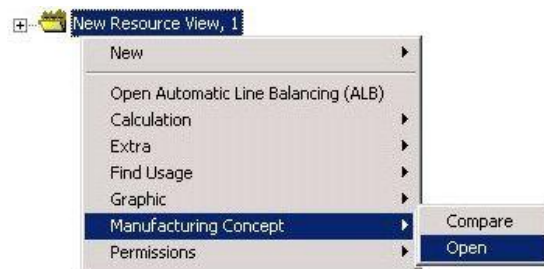 New Resource View, 1
New
Open Automatic Line Balancing (ALB)
Calculation
Extra
Find Usage
Graphic
Manufacturing Concept
Permissions
Compare
Open